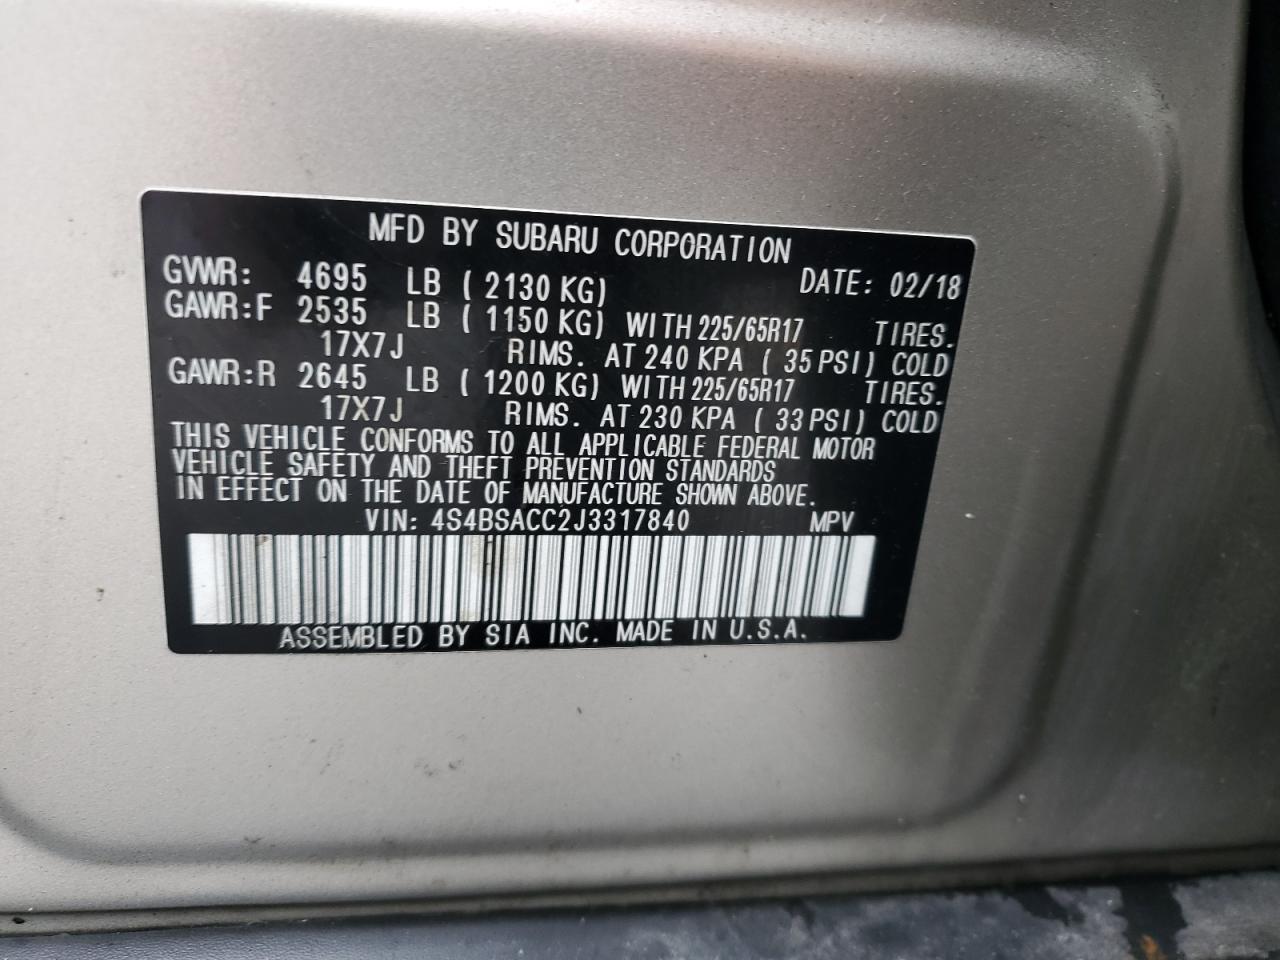 MFD BY SUBARU CORPORATION
GVWR: 4695 LB ( 2130 KG) DATE: 02/18
GAWR:F 2535 LB ( 1150 KG) WITH 225/65R17 TIRES.
17X7J RIMS. AT 240 KPA ( 35 PSI) COLD
GAWR:R 2645 LB ( 1200 KG) WITH 225/65R17 TIRES.
17X7J RIMS. AT 230 KPA ( 33 PSI) COLD
THIS VEHICLE CONFORMS TO ALL APPLICABLE FEDERAL MOTOR
VEHICLE SAFETY AND THEFT PREVENTION STANDARDS
IN EFFECT ON THE DATE OF MANUFACTURE SHOWN ABOVE.
VIN: 4S4BSACC2J3317840 MPV
ASSEMBLED BY SIA INC. MADE IN U.S.A.